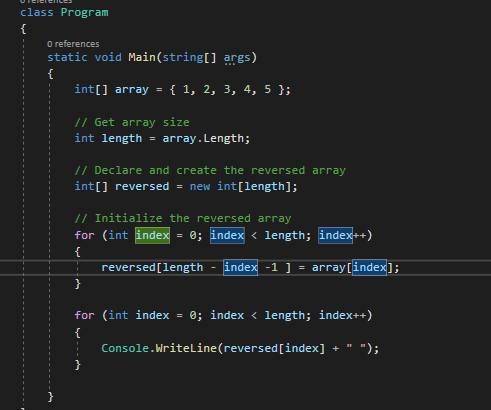 0 references
class Program
{
0 references
static void Main(string[] args)
{
int[] array = { 1, 2, 3, 4, 5 };
// Get array size
int length = array.Length;
// Declare and create the reversed array
int[] reversed = new int[length];
// Initialize the reversed array
for (int index = 0; index < length; index++)
{
reversed[length - index -1 ] = array[index];
}
for (int index = 0; index < length; index++)
{
Console.WriteLine(reversed[index] + " ");
}
}
}